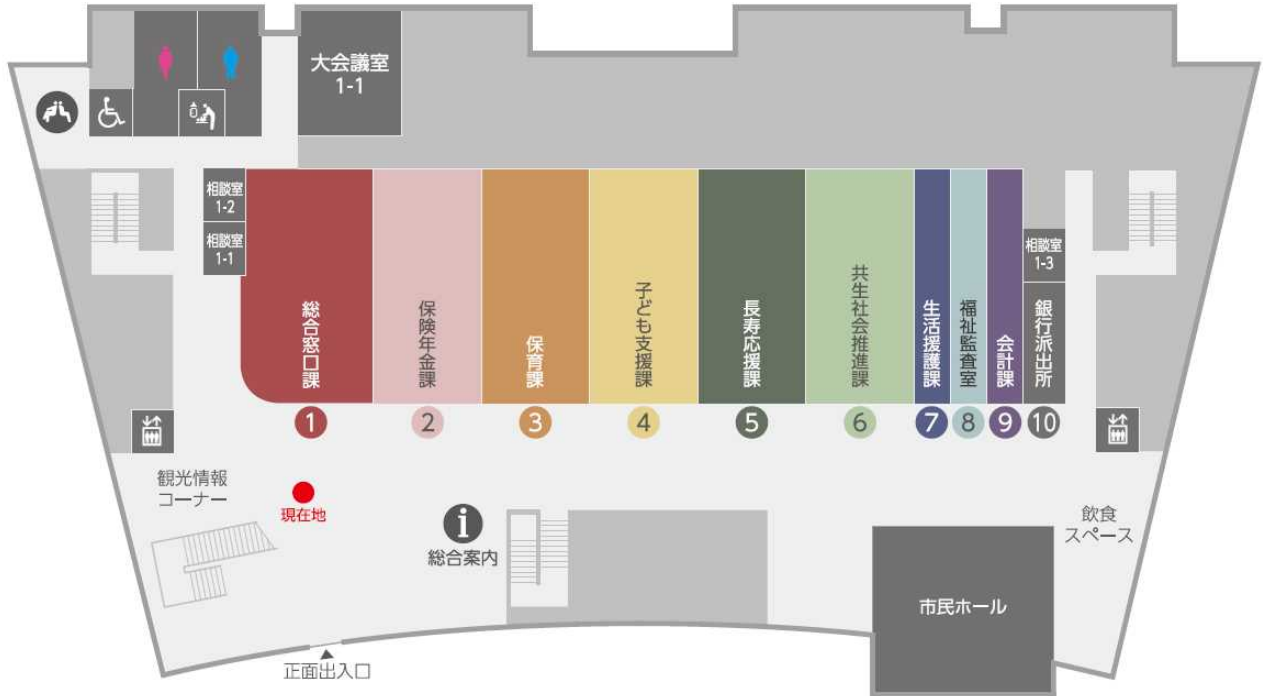 大会議室
1-1
相談室
1-2
相談室
1-1
相談室
1-3
総合窓口課
保険年金課
保育課
子ども支援課
長寿応援課
共生社会推進課
生活援護課
福祉監査室
会計課
銀行派出所
1
2
3
4
5
6
7
8
9
10
観光情報
コーナー
現在地
i
総合案内
飲食
スペース
市民ホール
正面出入口